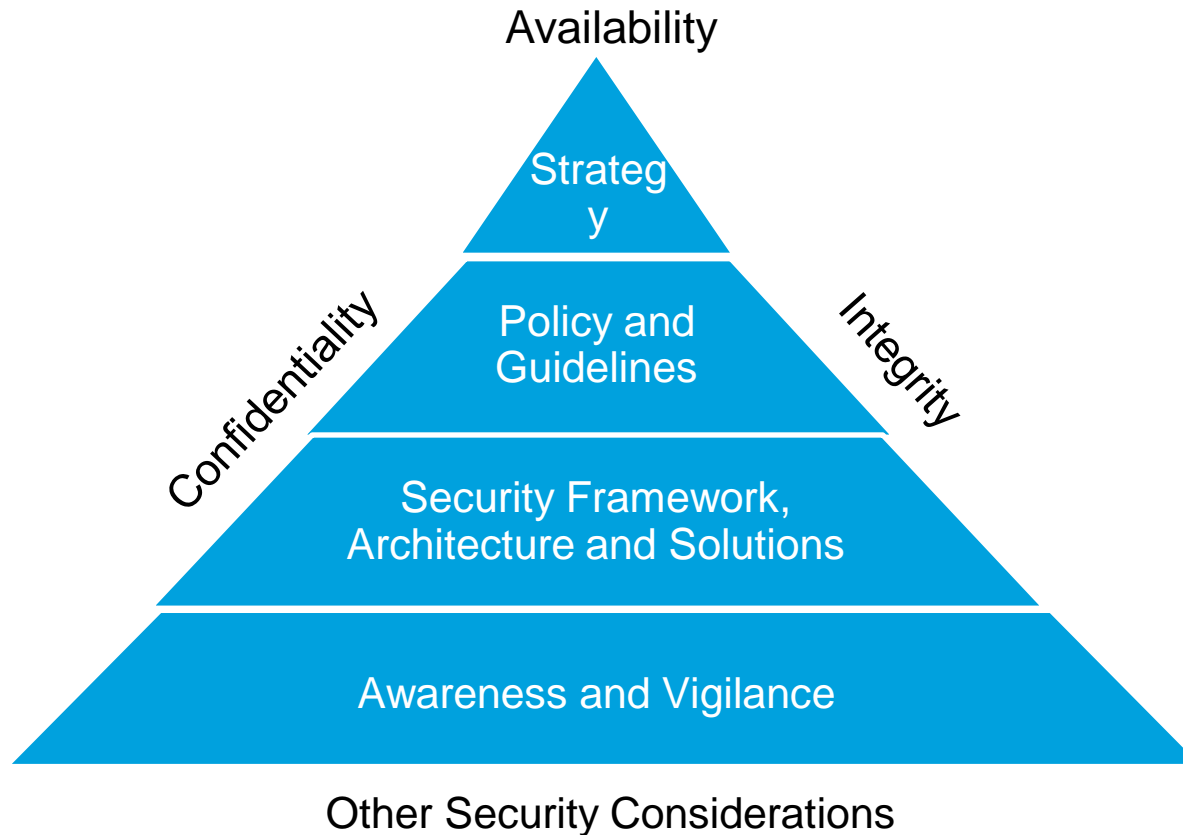 Availability
Strateg
y
Confidentiality
Policy and
Guidelines
Integrity
Security Framework,
Architecture and Solutions
Awareness and Vigilance
Other Security Considerations